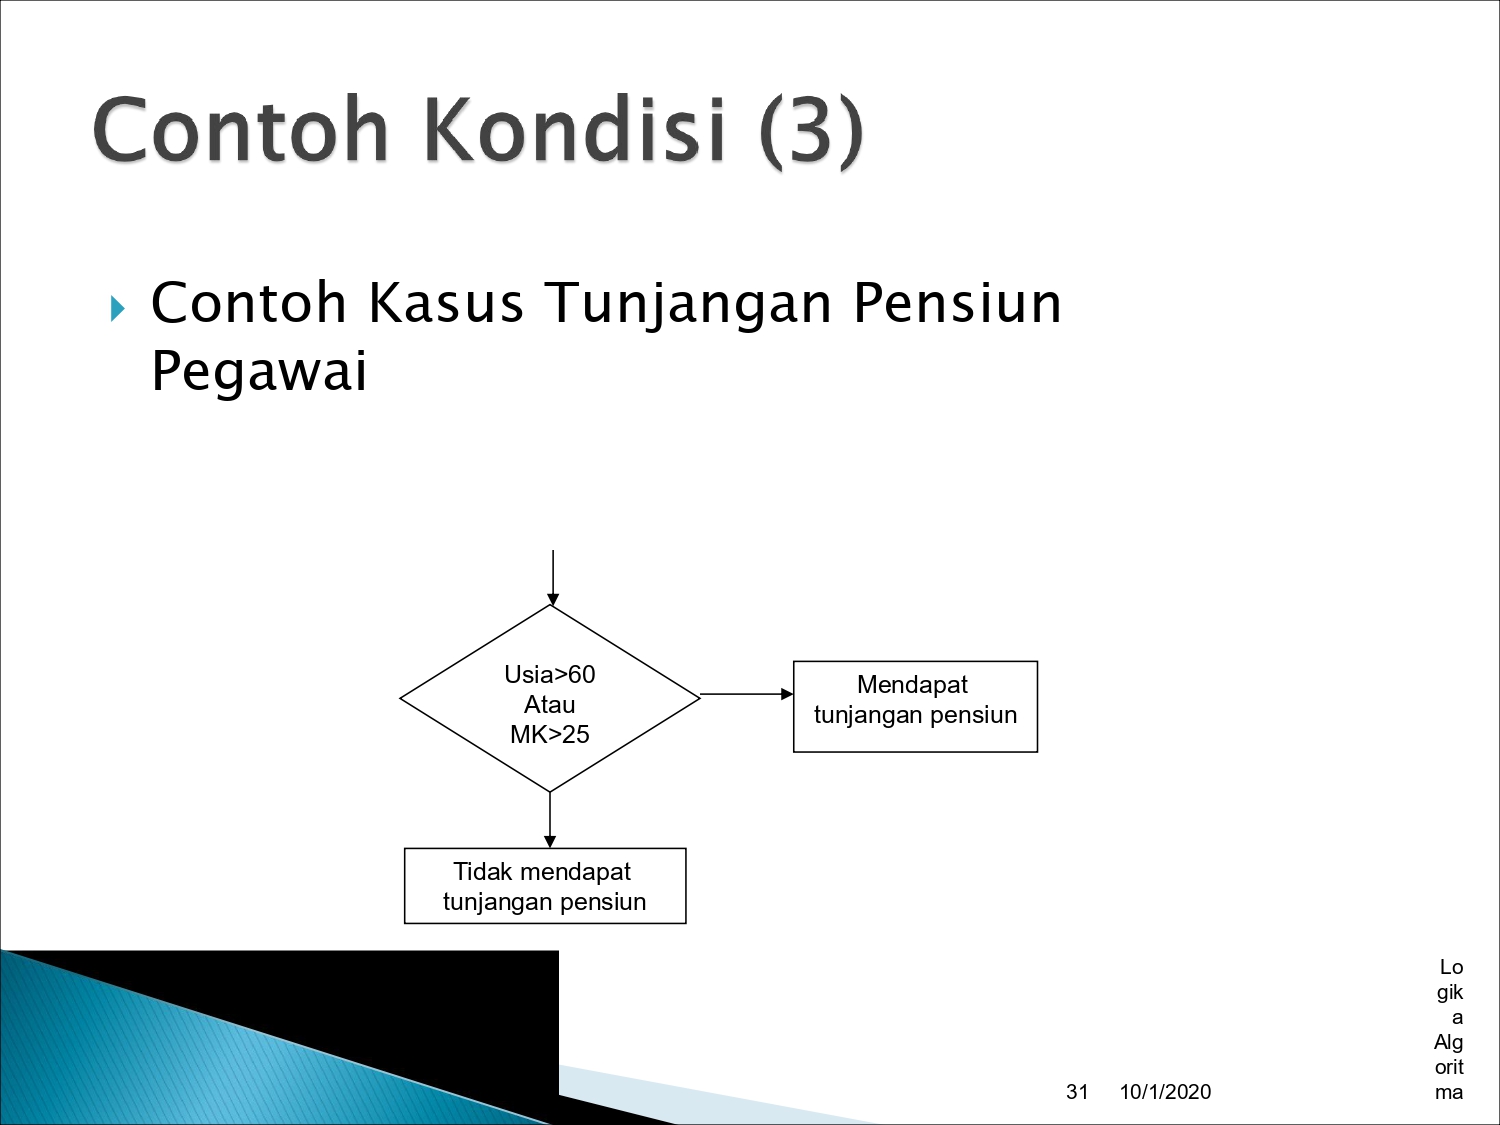 Contoh Kondisi (3)
Contoh Kasus Tunjangan Pensiun
Pegawai
Usia>60
Atau
MK>25
Mendapat
tunjangan pensiun
Tidak mendapat
tunjangan pensiun
31
10/1/2020
Lo
gik
a
Alg
orit
ma